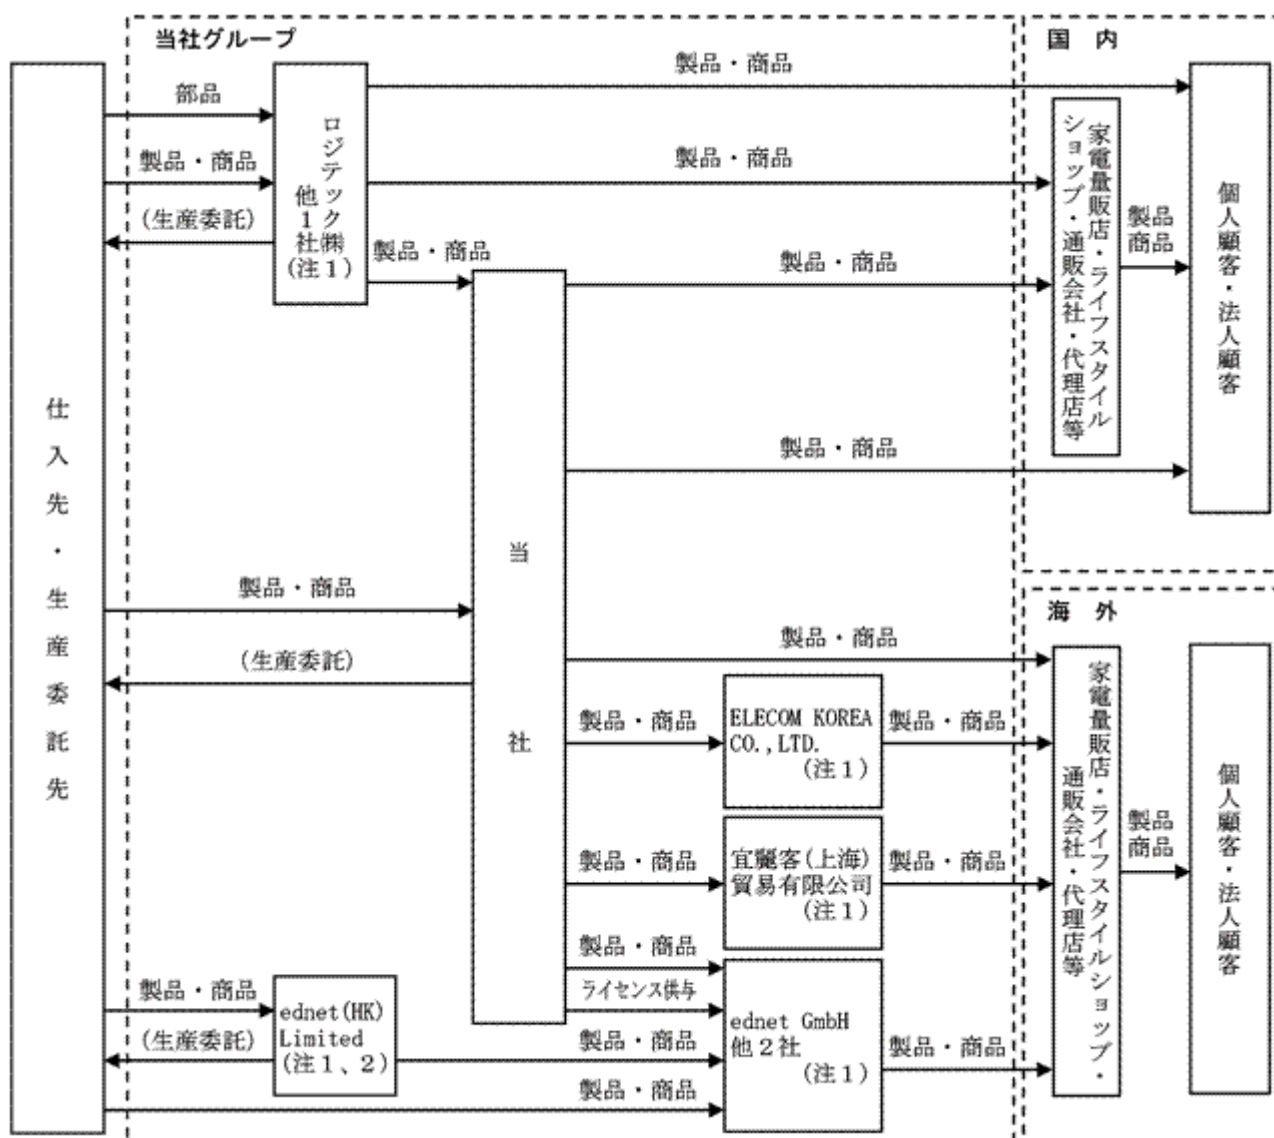 当社グループ
国 内
海 外
仕入先・生産委託先
部品
製品・商品
(生産委託)
ロジテック㈱
他1社
(注1)
製品・商品
製品・商品
製品・商品
製品・商品
製品・商品
家電量販店・ライフスタイル
ショップ・通販会社・代理店等
製品
商品
個人顧客・法人顧客
当社
製品・商品
(生産委託)
製品・商品
製品・商品
ELECOM KOREA
CO.,LTD.
(注1)
製品・商品
製品・商品
宜麗客(上海)
貿易有限公司
(注1)
製品・商品
製品・商品
ライセンス供与
製品・商品
(生産委託)
ednet(HK)
Limited
(注1、2)
製品・商品
製品・商品
ednet GmbH
他2社
(注1)
製品・商品
家電量販店・ライフスタイルショップ・
通販会社・代理店等
製品
商品
個人顧客・法人顧客